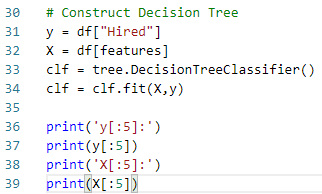 30 # Construct Decision Tree
31 y = df["Hired"]
32 X = df[features]
33 clf = tree.DecisionTreeClassifier()
34 clf = clf.fit(X,y)
35
36 print('y[:5]:')
37 print(y[:5])
38 print('X[:5]:')
39 print(X[:5])